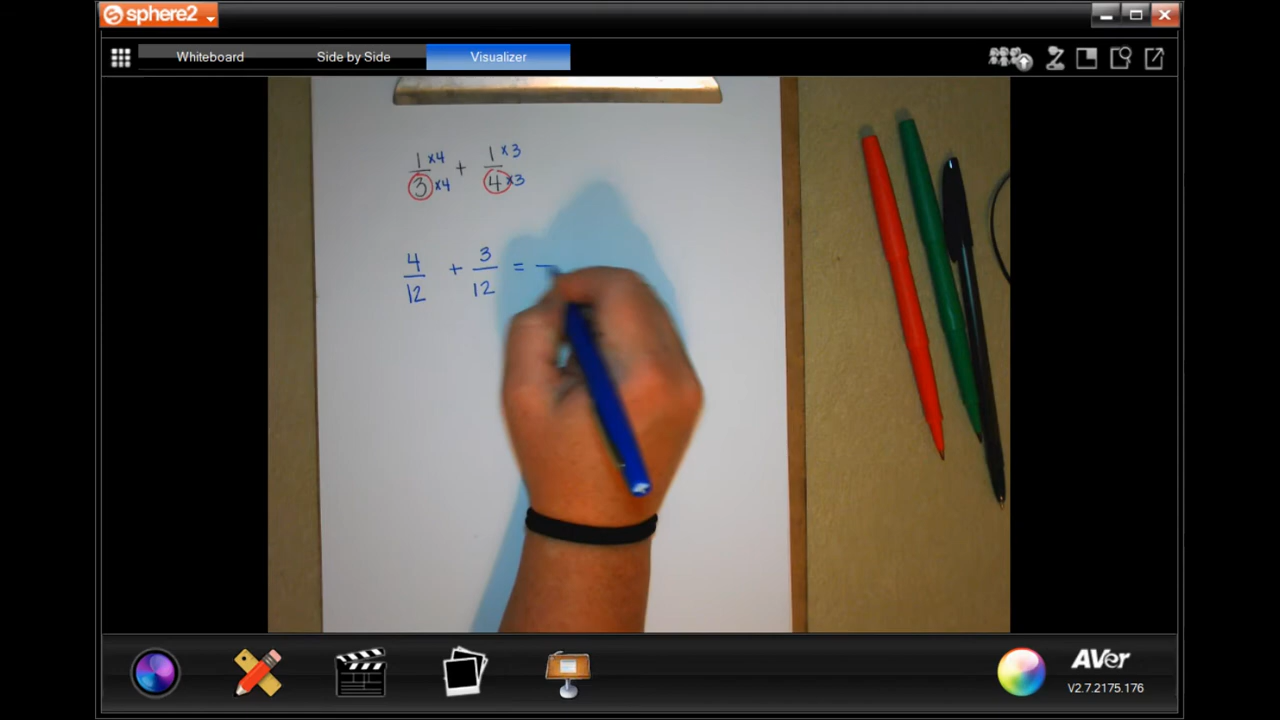 sphere2
Whiteboard Side by Side Visualizer
1 ×4 + 1 ×3
3 ×4 4 ×3
4 + 3 =
12 12
AVer
V2.7.2175.176